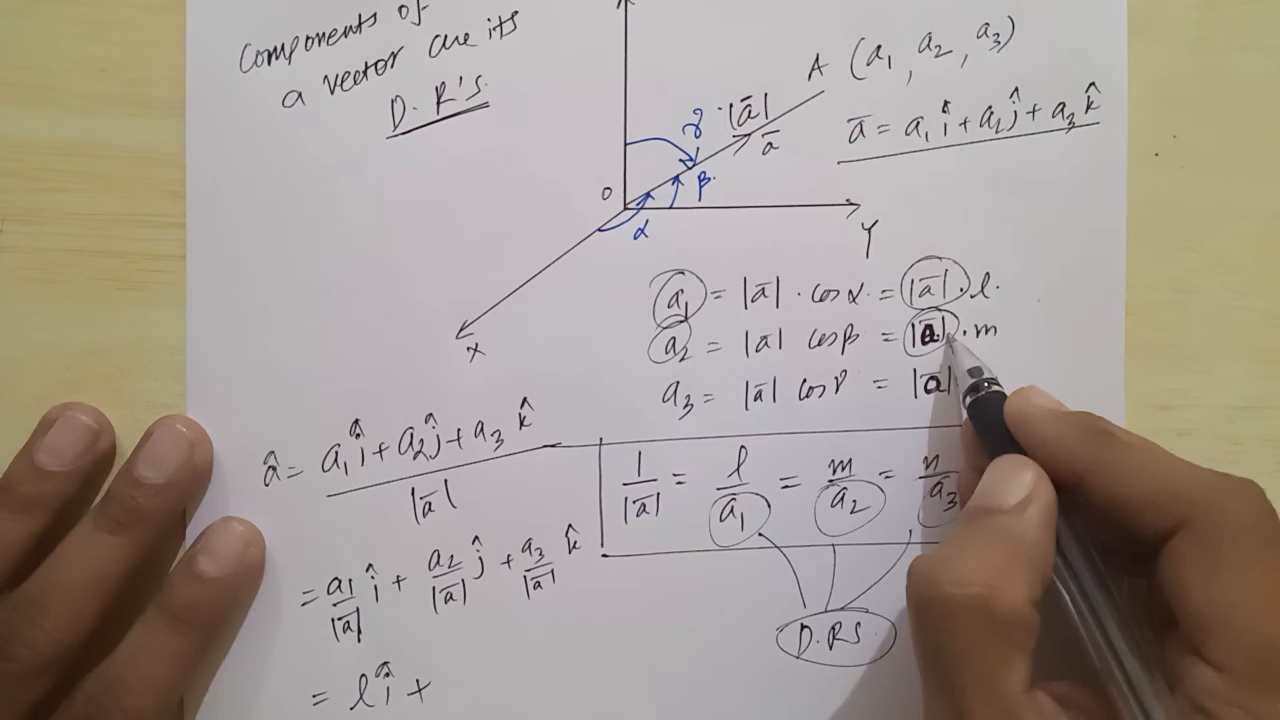 Components of
a vector are its
D. R's.
A (a₁, a₂, a₃)
|a̅|
a̅
a̅ = a₁ î + a₂ ĵ + a₃ k̂
γ
β
α
O
Y
X
a₁ = |a̅| · cos α = |a̅| · l.
a₂ = |a̅| cos β = |a̅| · m
a₃ = |a̅| cos γ = |a̅|
â = (a₁ î + a₂ ĵ + a₃ k̂) / |a̅|
1/|a̅| = l/a₁ = m/a₂ = n/a₃
= a₁/|a̅| î + a₂/|a̅| ĵ + a₃/|a̅| k̂
D.RS.
= l î +